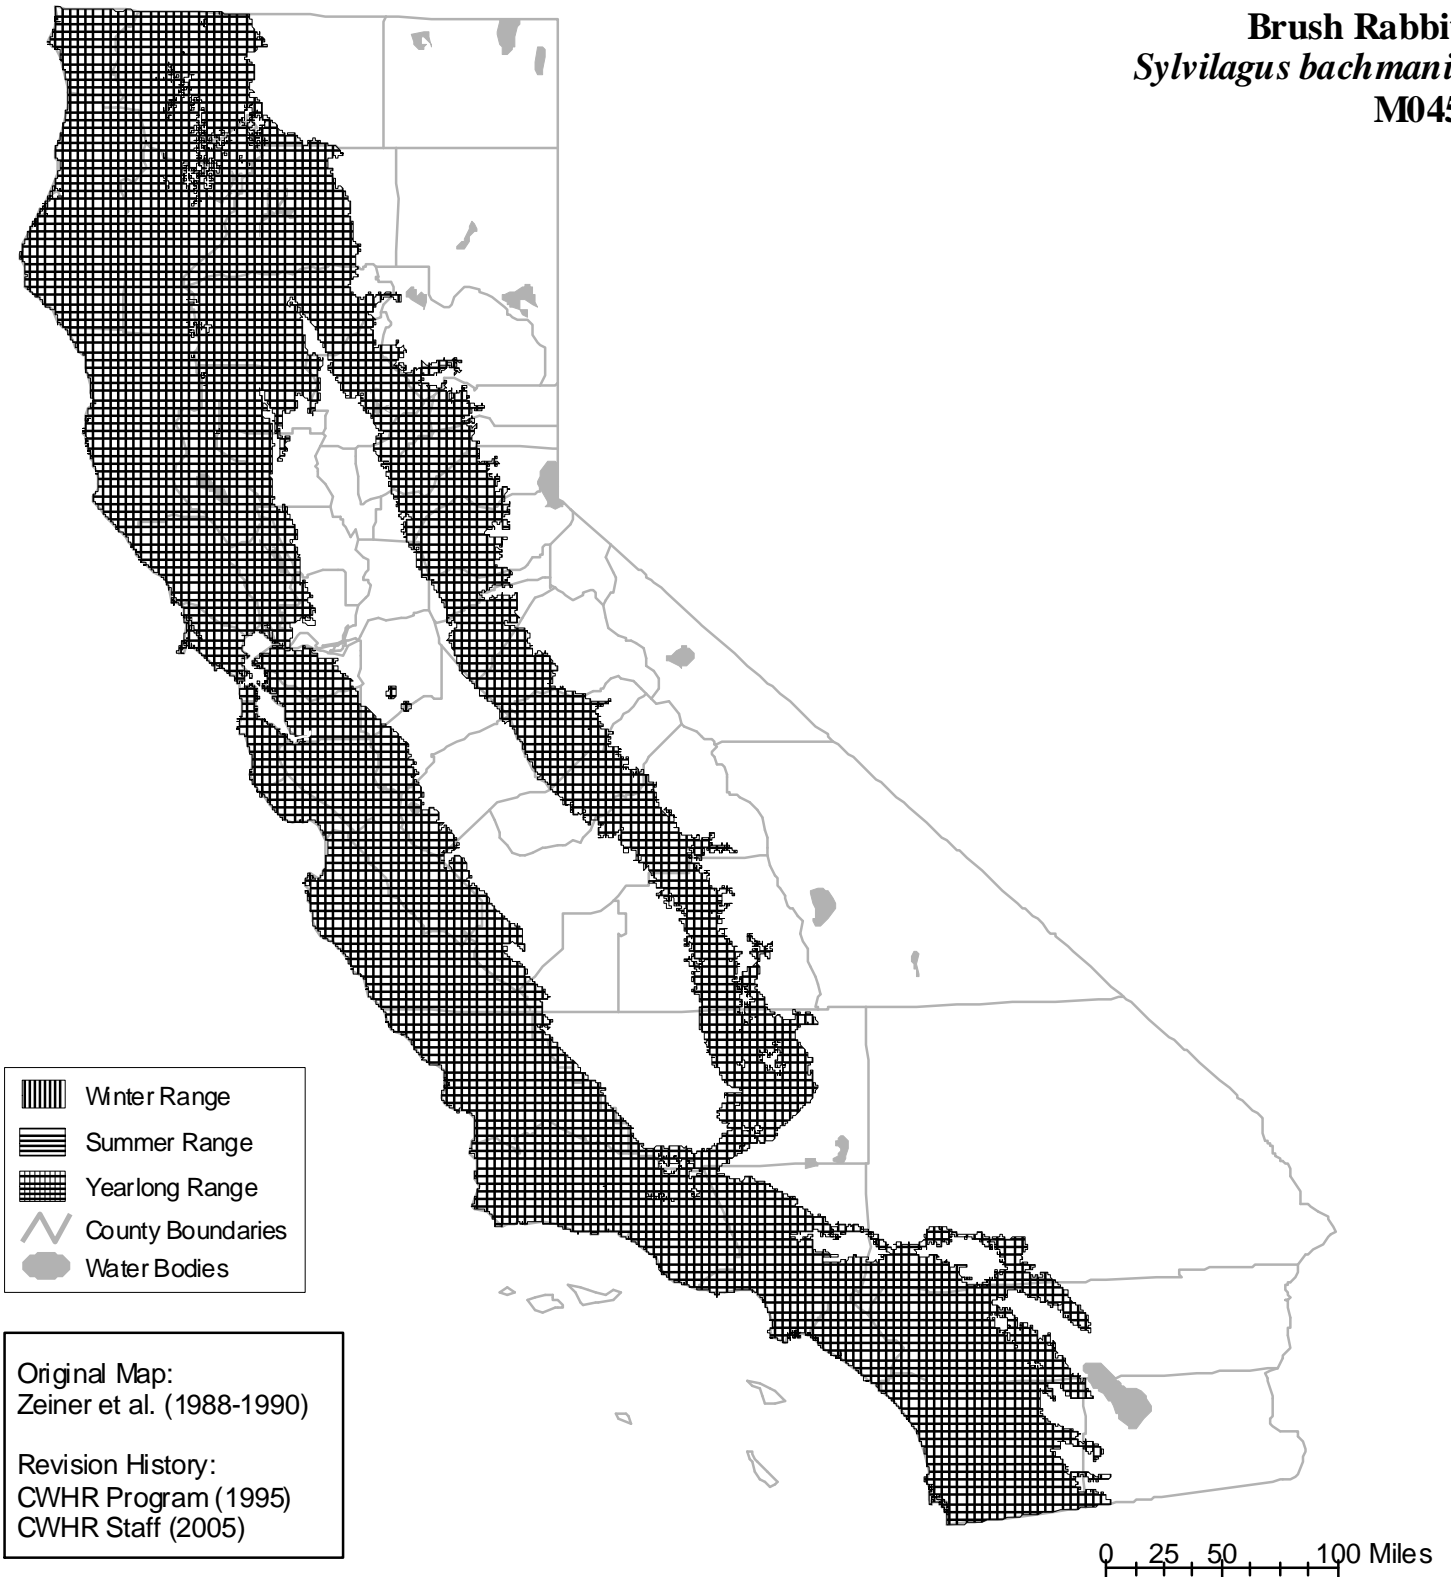 Brush Rabbi
Sylvilagus bachmani
M045
Winter Range
Summer Range
Yearlong Range
County Boundaries
Water Bodies
Original Map:
Zeiner et al. (1988-1990)
Revision History:
CWHR Program (1995)
CWHR Staff (2005)
0 25 50 100 Miles